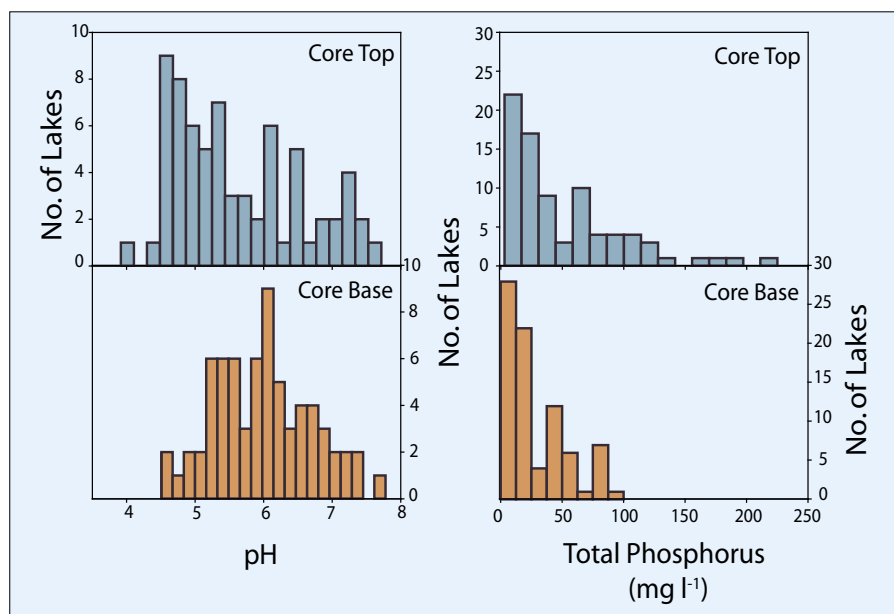 10
8
6
4
2
0
No. of Lakes
Core Top
10
8
6
4
2
0
No. of Lakes
Core Base
4 5 6 7 8
pH
30
25
20
15
10
5
0
Core Top
30
25
20
15
10
5
0
No. of Lakes
Core Base
0 50 100 150 200 250
Total Phosphorus
(mg l⁻¹)